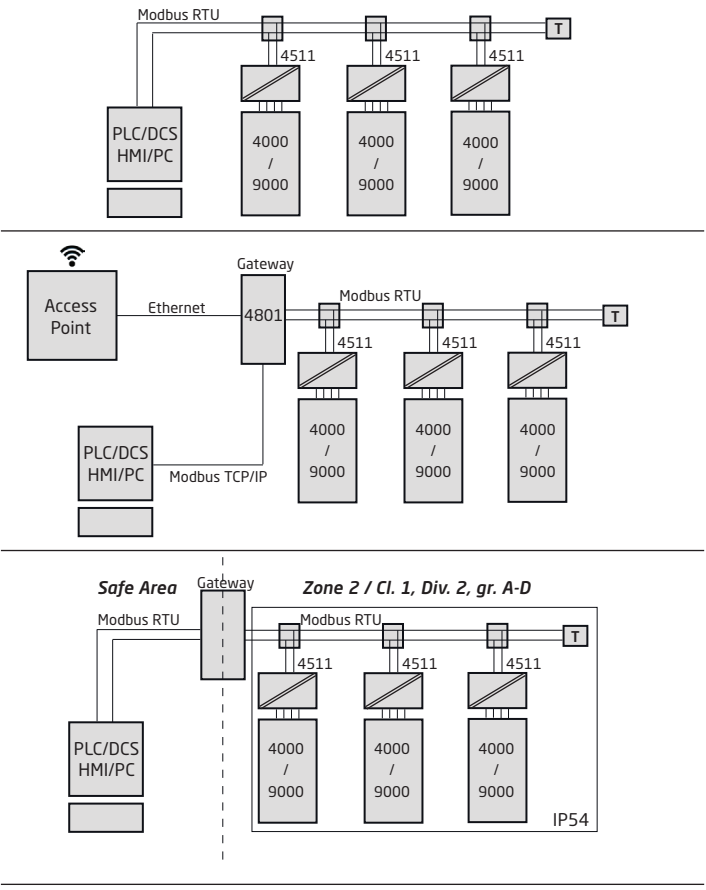 Modbus RTU
T
4511
4511
4511
PLC/DCS
HMI/PC
4000
/
9000
4000
/
9000
4000
/
9000
Gateway
Access
Point
Ethernet
4801
Modbus RTU
T
4511
4511
4511
4000
/
9000
4000
/
9000
4000
/
9000
PLC/DCS
HMI/PC
Modbus TCP/IP
Safe Area
Gateway
Zone 2 / Cl. 1, Div. 2, gr. A-D
Modbus RTU
Modbus RTU
T
4511
4511
4511
PLC/DCS
HMI/PC
4000
/
9000
4000
/
9000
4000
/
9000
IP54